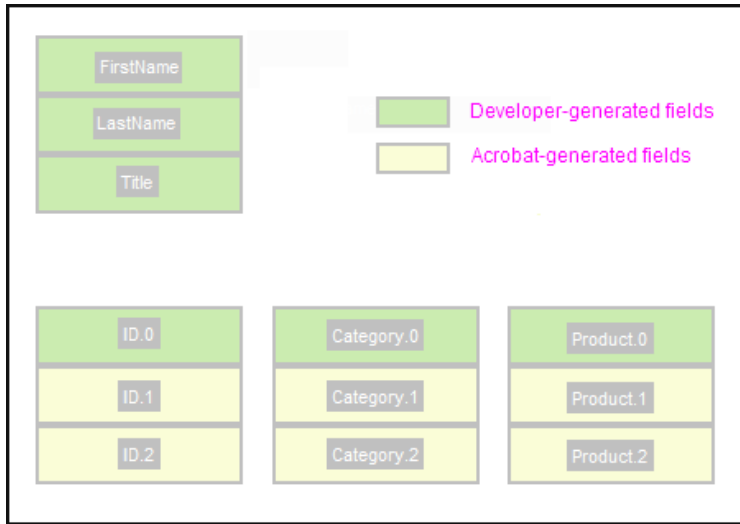 FirstName
LastName
Title
Developer-generated fields
Acrobat-generated fields
ID.0 Category.0 Product.0
ID.1 Category.1 Product.1
ID.2 Category.2 Product.2